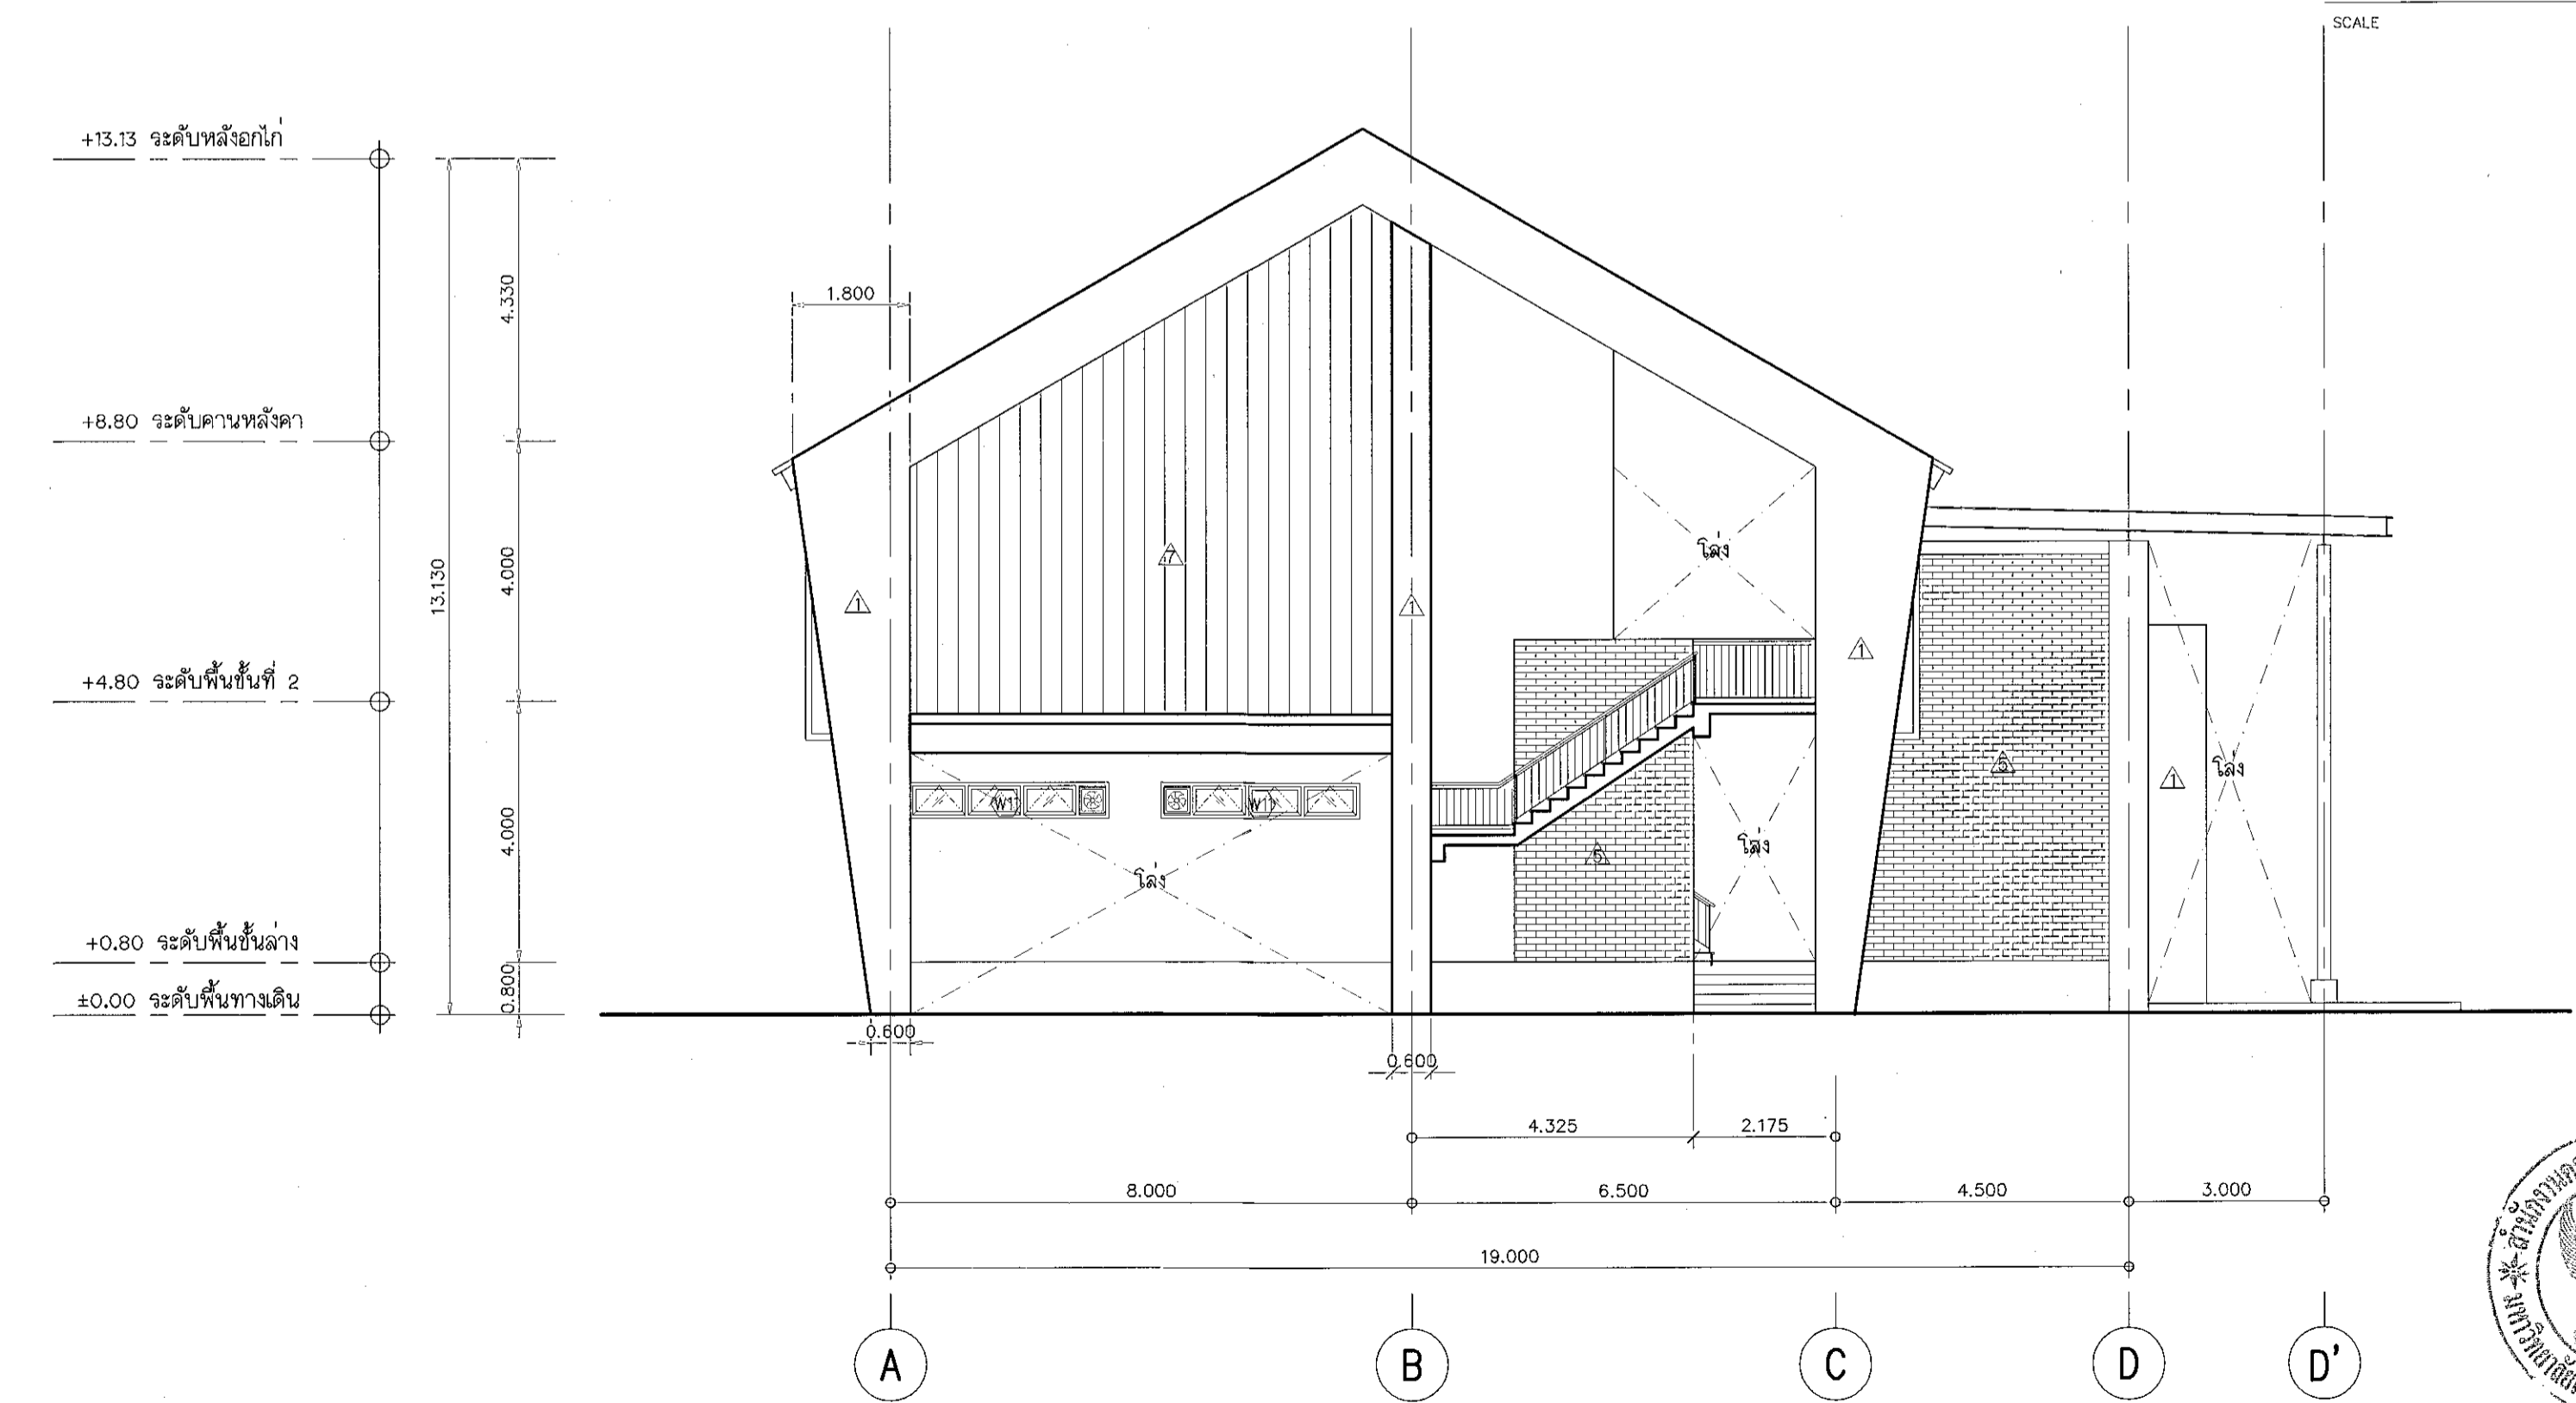 SCALE
+13.13 ระดับหลังอกไก่
+8.80 ระดับคานหลังคา
+4.80 ระดับพื้นชั้นที่ 2
+0.80 ระดับพื้นชั้นล่าง
±0.00 ระดับพื้นทางเดิน
13.130
4.330
4.000
4.000
0.800
1.800
7
1
1
1
5
5
1
โล่ง
โล่ง
โล่ง
โล่ง
W1
W1
0.600
0.600
4.325
2.175
8.000
6.500
4.500
3.000
19.000
A
B
C
D
D'